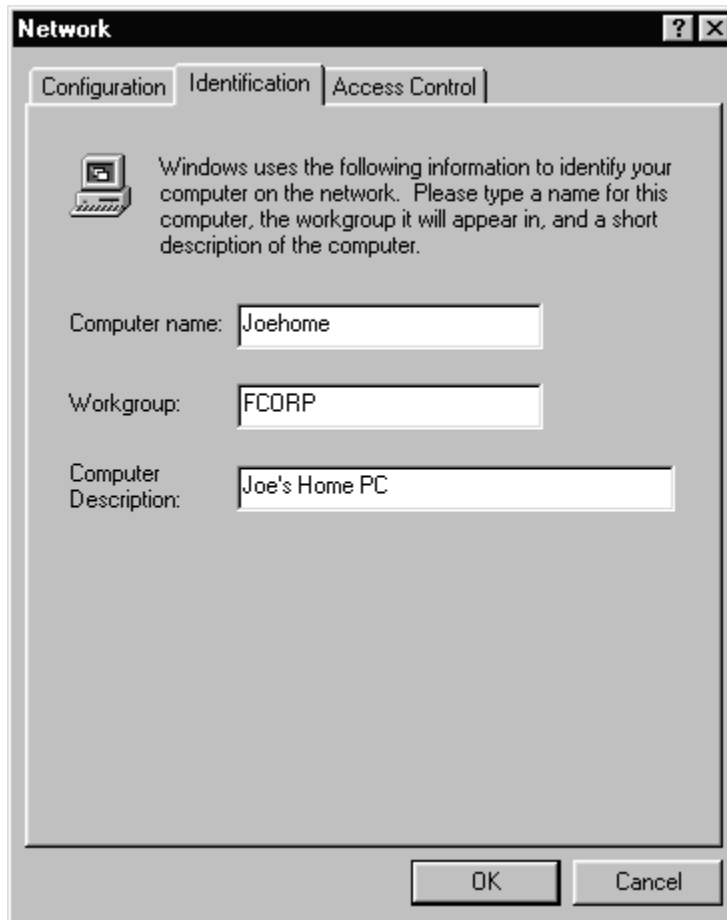 Network
Configuration Identification Access Control
Windows uses the following information to identify your
computer on the network.  Please type a name for this
computer, the workgroup it will appear in, and a short
description of the computer.
Computer name: Joehome
Workgroup: FCORP
Computer
Description: Joe's Home PC
OK Cancel